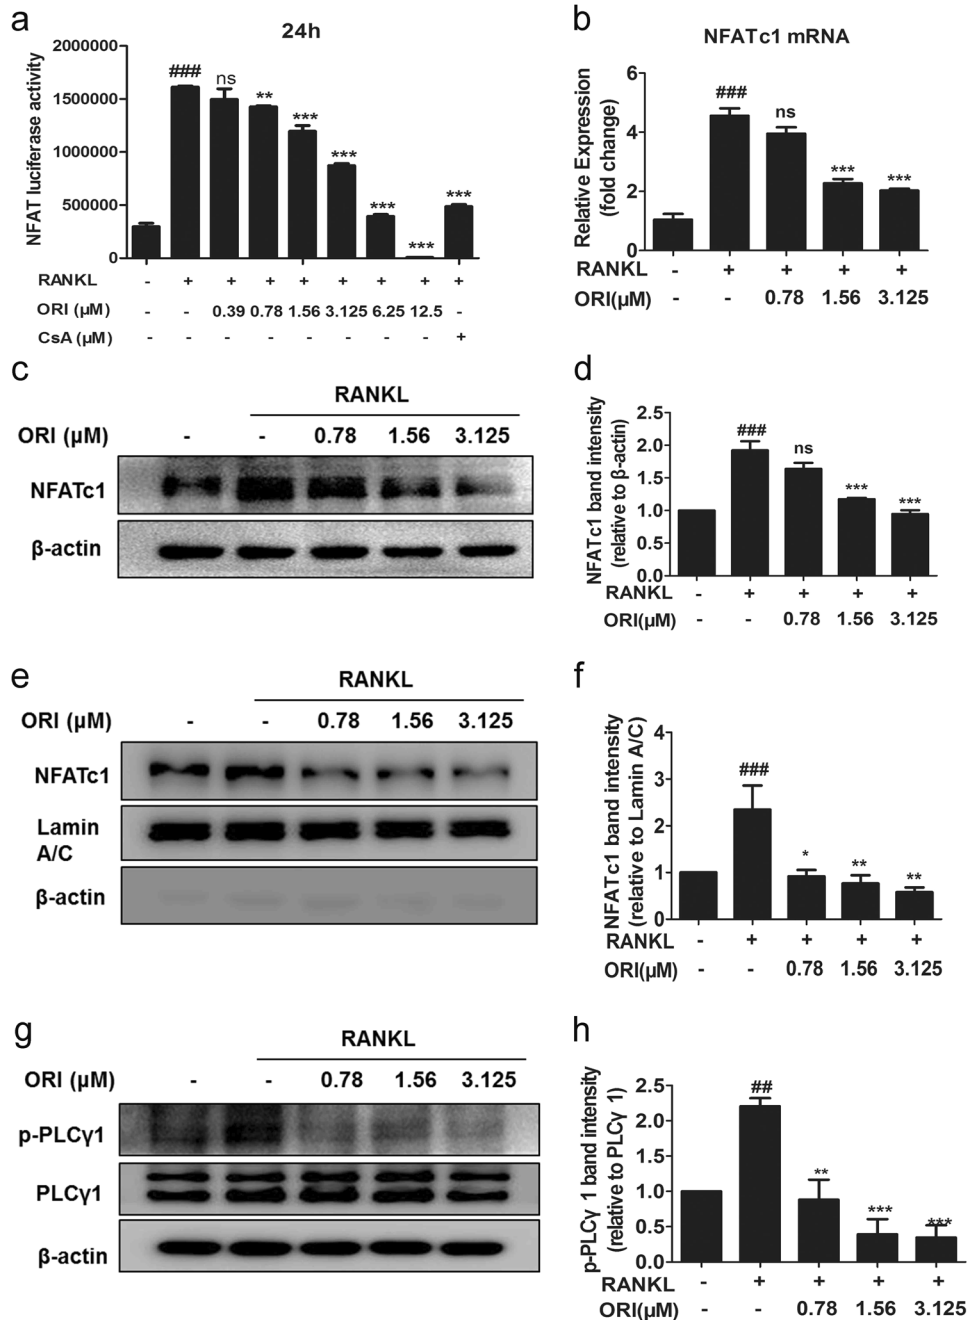 a
24h
NFAT luciferase activity
2000000
1500000
1000000
500000
0
### ns ** *** *** *** *** ***
RANKL - + + + + + + + +
ORI (μM) - - 0.39 0.78 1.56 3.125 6.25 12.5 -
CsA (μM) - - - - - - - - +
b
NFATc1 mRNA
Relative Expression
(fold change)
6
4
2
0
### ns *** ***
RANKL - + + + +
ORI(μM) - - 0.78 1.56 3.125
c
RANKL
ORI (μM) - - 0.78 1.56 3.125
NFATc1
β-actin
d
NFATc1 band intensity
(relative to β-actin)
2.5
2.0
1.5
1.0
0.5
0.0
### ns *** ***
RANKL - + + + +
ORI(μM) - - 0.78 1.56 3.125
e
RANKL
ORI (μM) - - 0.78 1.56 3.125
NFATc1
Lamin
A/C
β-actin
f
NFATc1 band intensity
(relative to Lamin A/C)
4
3
2
1
0
### * ** **
RANKL - + + + +
ORI(μM) - - 0.78 1.56 3.125
g
RANKL
ORI (μM) - - 0.78 1.56 3.125
p-PLCγ1
PLCγ1
β-actin
h
p-PLCγ 1 band intensity
(relative to PLCγ 1)
2.5
2.0
1.5
1.0
0.5
0.0
## ** *** ***
RANKL - + + + +
ORI(μM) - - 0.78 1.56 3.125